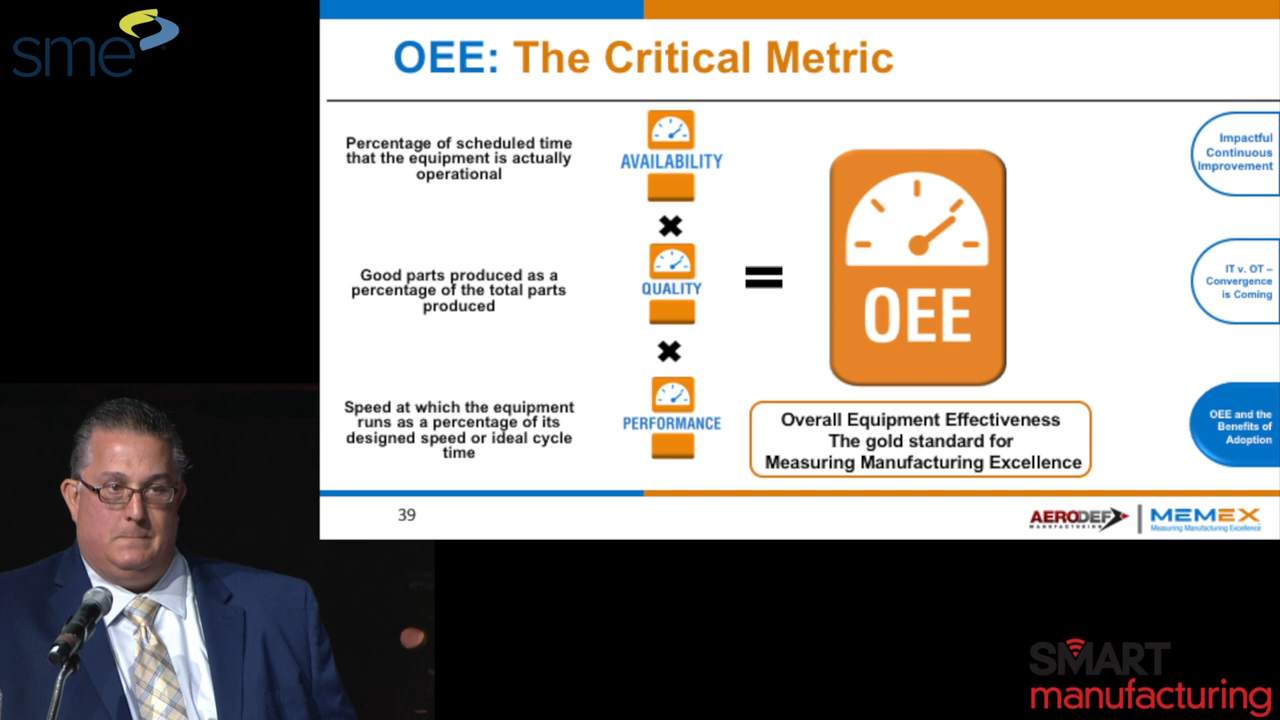 sme
OEE: The Critical Metric
Percentage of scheduled time
that the equipment is actually
operational
AVAILABILITY
Good parts produced as a
percentage of the total parts
produced
QUALITY
Speed at which the equipment
runs as a percentage of its
designed speed or ideal cycle
time
PERFORMANCE
OEE
Overall Equipment Effectiveness
The gold standard for
Measuring Manufacturing Excellence
Impactful
Continuous
Improvement
IT v. OT –
Convergence
is Coming
OEE and the
Benefits of
Adoption
39
AERODEF
MANUFACTURING
MEMEX
Measuring Manufacturing Excellence
SMART
manufacturing